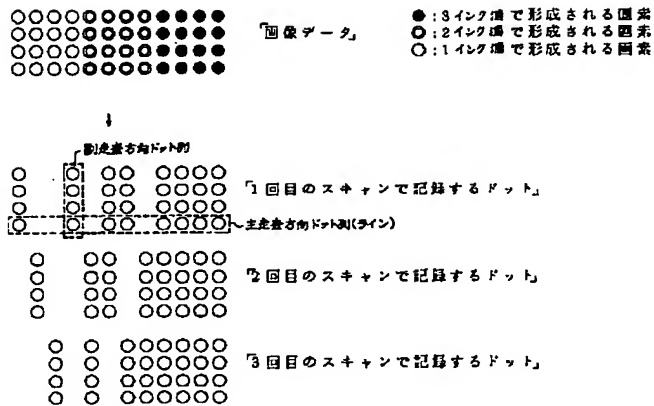 「画像データ」
●:3インク滴で形成される画素
○:2インク滴で形成される画素
○:1インク滴で形成される画素
副走査方向ドット列
「1回目のスキャンで記録するドット」
主走査方向ドット列(ライン)
「2回目のスキャンで記録するドット」
「3回目のスキャンで記録するドット」